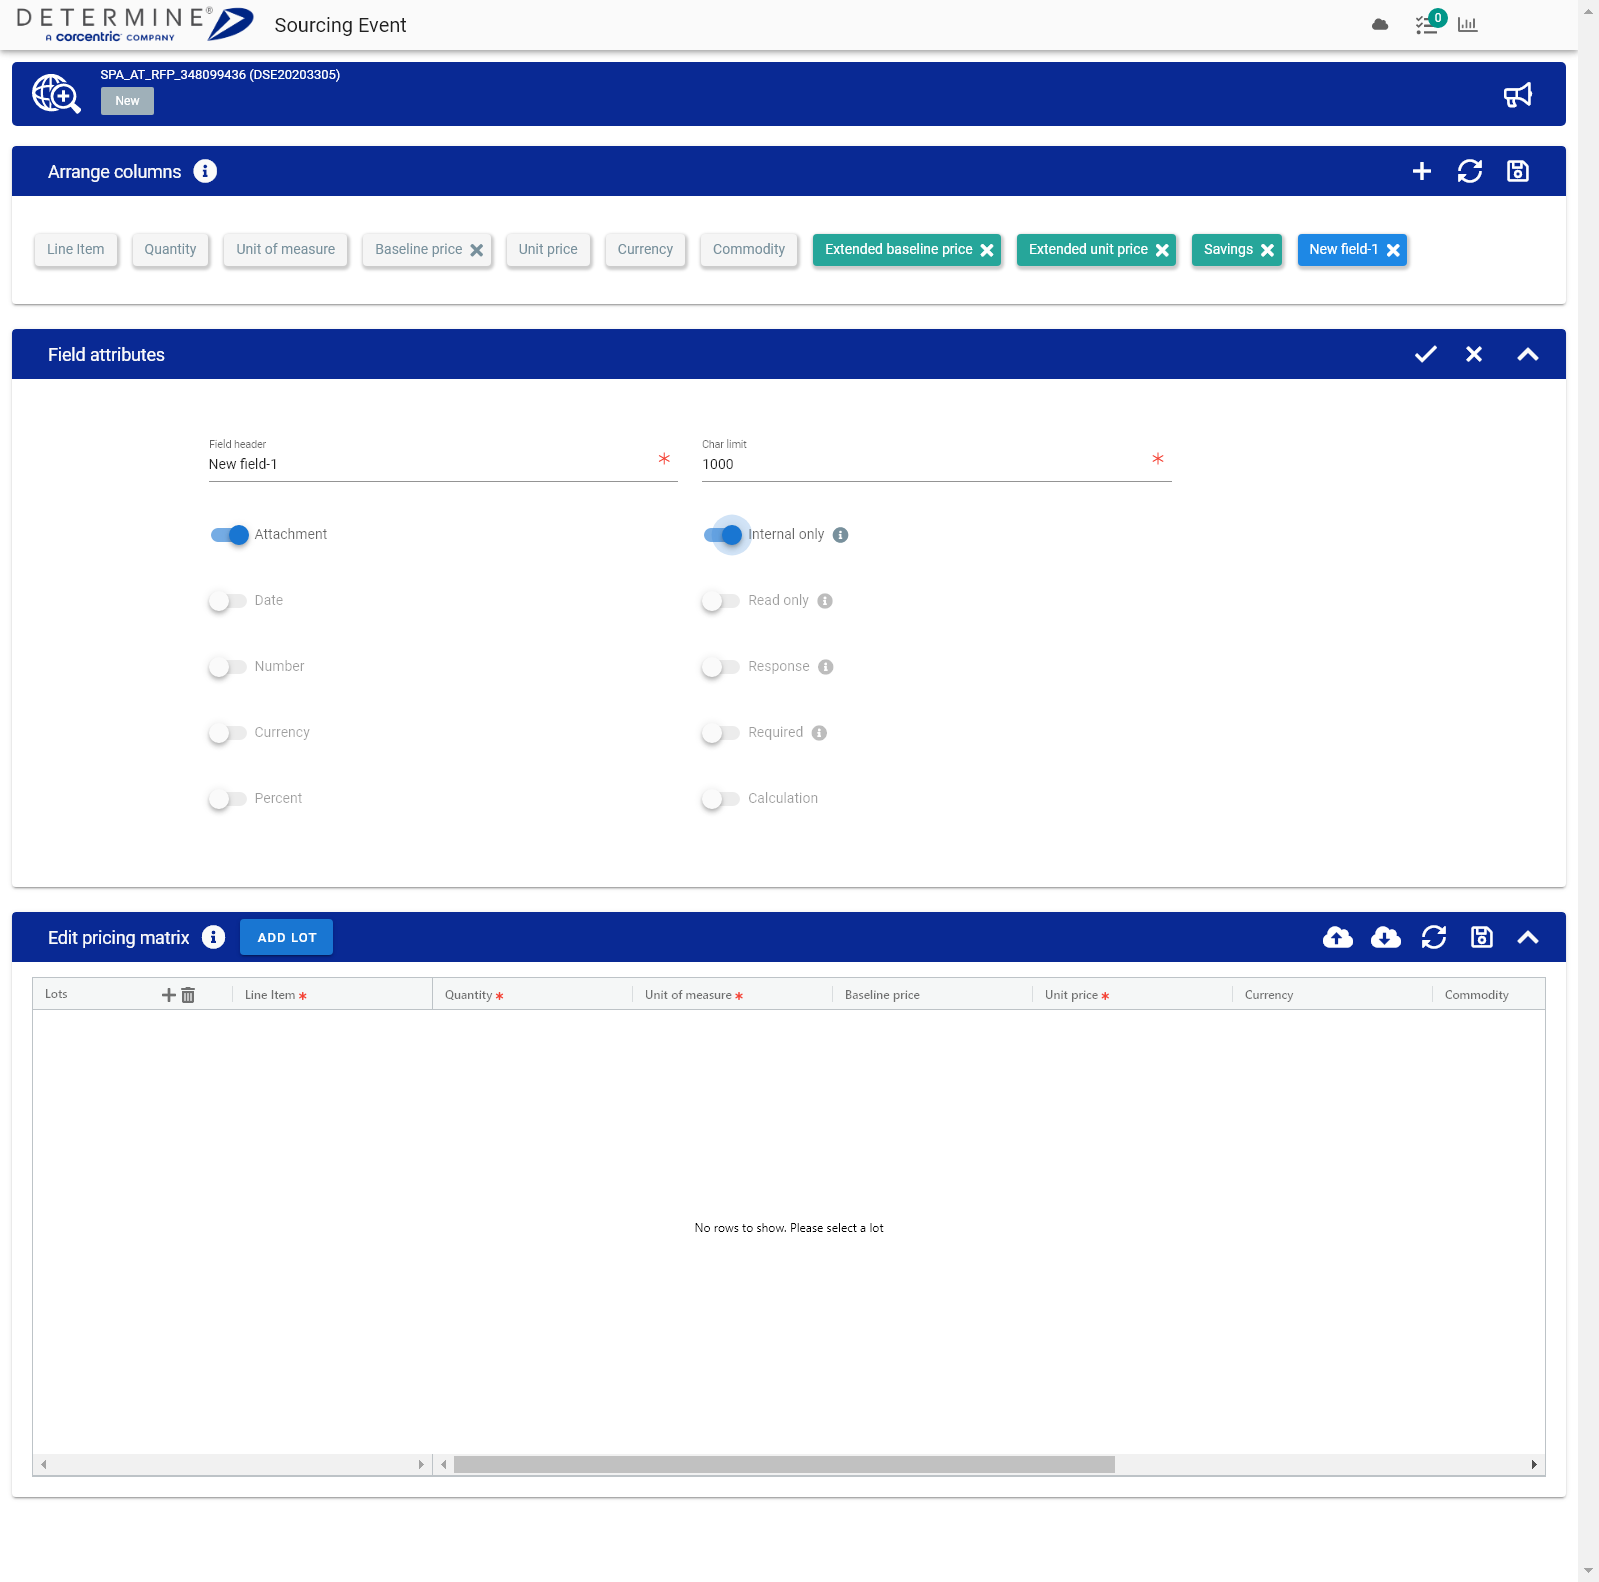 DETERMINE®
A corcentric COMPANY
Sourcing Event
0
SPA_AT_RFP_348099436 (DSE20203305)
New
Arrange columns
Line Item
Quantity
Unit of measure
Baseline price
Unit price
Currency
Commodity
Extended baseline price
Extended unit price
Savings
New field-1
Field attributes
Field header
New field-1 *
Char limit
1000 *
Attachment
Internal only
Date
Read only
Number
Response
Currency
Required
Percent
Calculation
Edit pricing matrix
ADD LOT
Lots
Line Item *
Quantity *
Unit of measure *
Baseline price
Unit price *
Currency
Commodity
No rows to show. Please select a lot